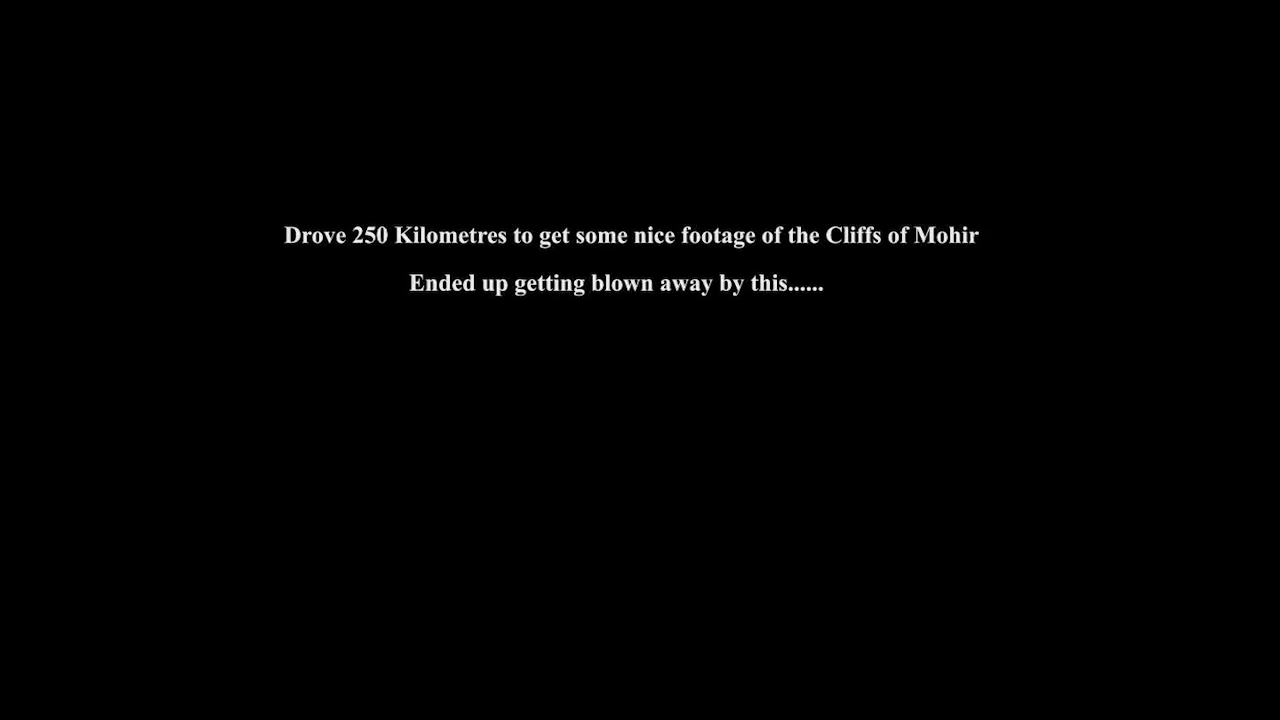 Drove 250 Kilometres to get some nice footage of the Cliffs of Mohir
Ended up getting blown away by this......